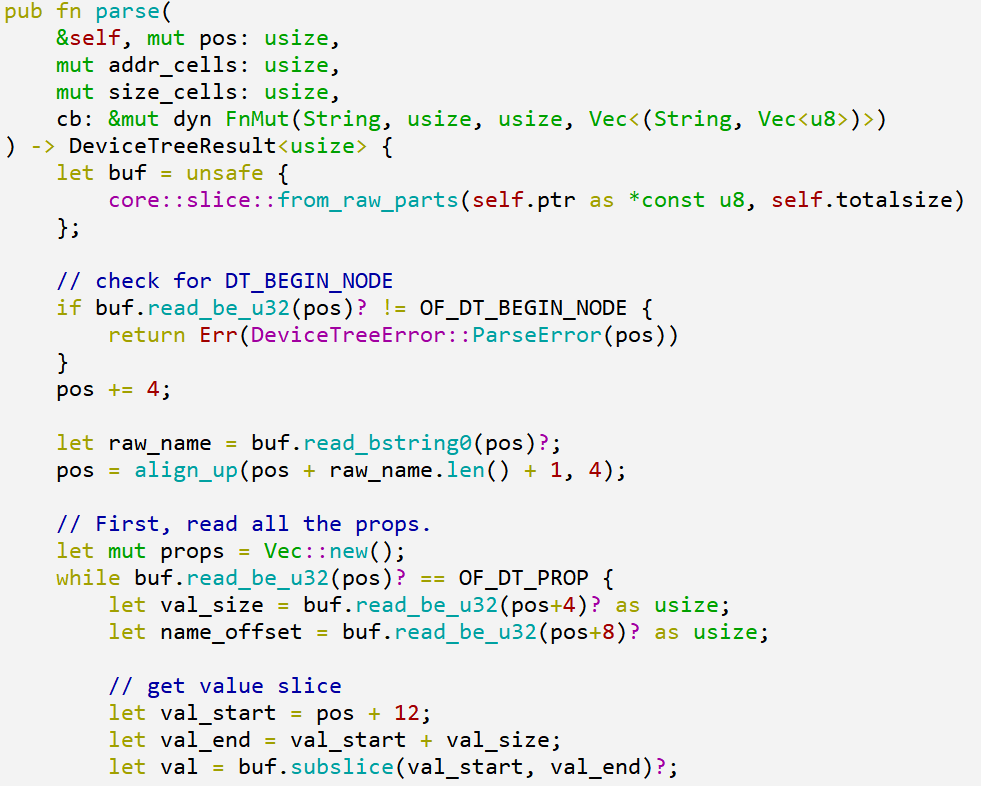 pub fn parse(
    &self, mut pos: usize,
    mut addr_cells: usize,
    mut size_cells: usize,
    cb: &mut dyn FnMut(String, usize, usize, Vec<(String, Vec<u8>)>)
) -> DeviceTreeResult<usize> {
    let buf = unsafe {
        core::slice::from_raw_parts(self.ptr as *const u8, self.totalsize)
    };

    // check for DT_BEGIN_NODE
    if buf.read_be_u32(pos)? != OF_DT_BEGIN_NODE {
        return Err(DeviceTreeError::ParseError(pos))
    }
    pos += 4;

    let raw_name = buf.read_bstring0(pos)?;
    pos = align_up(pos + raw_name.len() + 1, 4);

    // First, read all the props.
    let mut props = Vec::new();
    while buf.read_be_u32(pos)? == OF_DT_PROP {
        let val_size = buf.read_be_u32(pos+4)? as usize;
        let name_offset = buf.read_be_u32(pos+8)? as usize;

        // get value slice
        let val_start = pos + 12;
        let val_end = val_start + val_size;
        let val = buf.subslice(val_start, val_end)?;